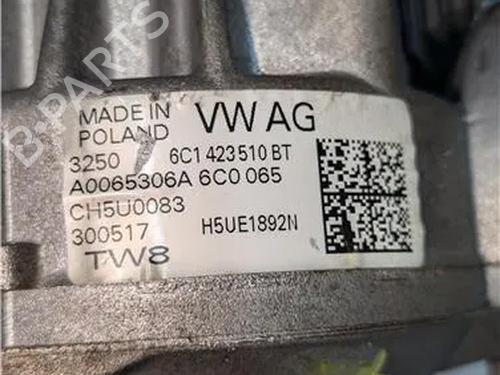 MADE IN
POLAND
VW AG
3250 6C1 423 510 BT
A0065306A 6C0 065
CH5U0083
300517 H5UE1892N
TW8
B-PARTS